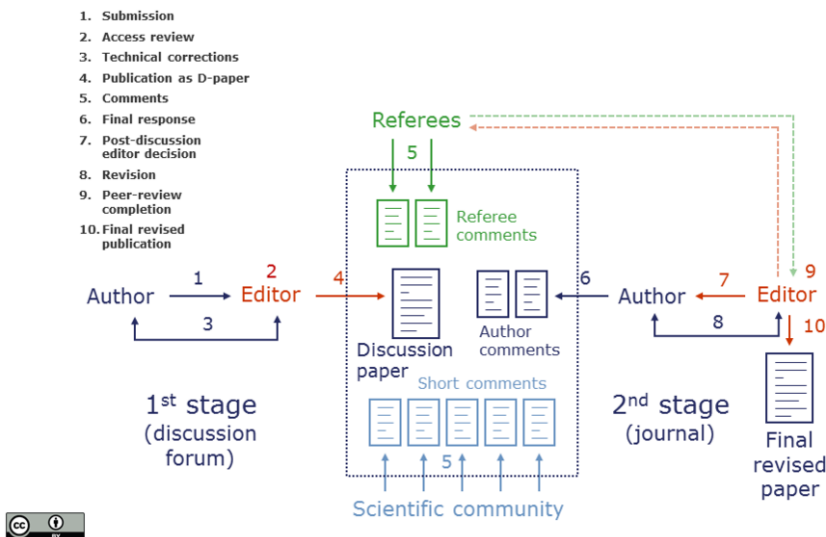 1. Submission
2. Access review
3. Technical corrections
4. Publication as D-paper
5. Comments
6. Final response
7. Post-discussion
editor decision
8. Revision
9. Peer-review
completion
10. Final revised
publication
Referees
5
Referee
comments
1
2
4
6
7
9
Author
Editor
Author
Editor
3
8
10
Discussion
paper
Author
comments
Short comments
1st stage
(discussion
forum)
2nd stage
(journal)
Final
revised
paper
5
Scientific community
cc
BY